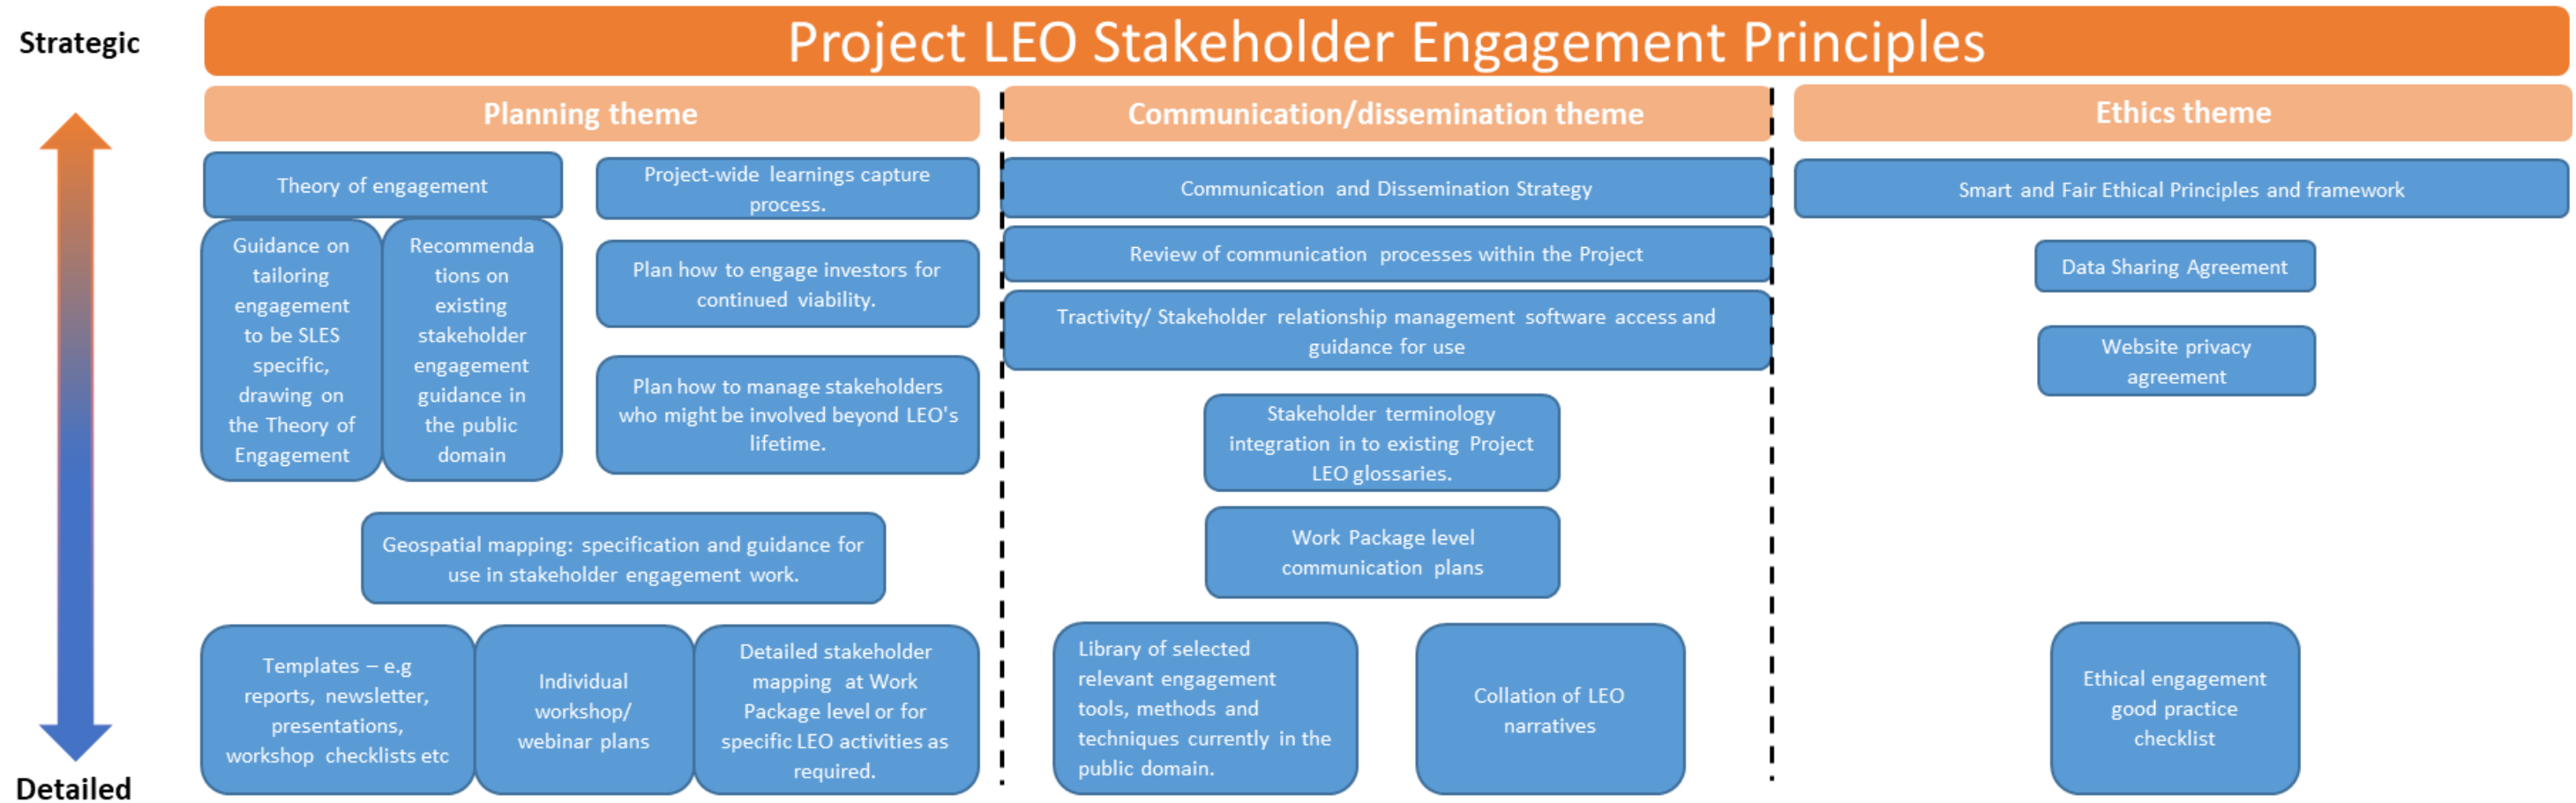 Strategic
Project LEO Stakeholder Engagement Principles
Planning theme
Theory of engagement
Guidance on
tailoring
engagement
to be SLES
specific,
drawing on
the Theory of
Engagement
Recommenda
tions on
existing
stakeholder
engagement
guidance in
the public
domain
Project-wide learnings capture
process.
Plan how to engage investors for
continued viability.
Plan how to manage stakeholders
who might be involved beyond LEO's
lifetime.
Geospatial mapping: specification and guidance for
use in stakeholder engagement work.
Templates – e.g
reports, newsletter,
presentations,
workshop checklists etc
Individual
workshop/
webinar plans
Detailed stakeholder
mapping at Work
Package level or for
specific LEO activities as
required.
Communication/dissemination theme
Communication and Dissemination Strategy
Review of communication processes within the Project
Tractivity/ Stakeholder relationship management software access and
guidance for use
Stakeholder terminology
integration in to existing Project
LEO glossaries.
Work Package level
communication plans
Library of selected
relevant engagement
tools, methods and
techniques currently in the
public domain.
Collation of LEO
narratives
Ethics theme
Smart and Fair Ethical Principles and framework
Data Sharing Agreement
Website privacy
agreement
Ethical engagement
good practice
checklist
Detailed